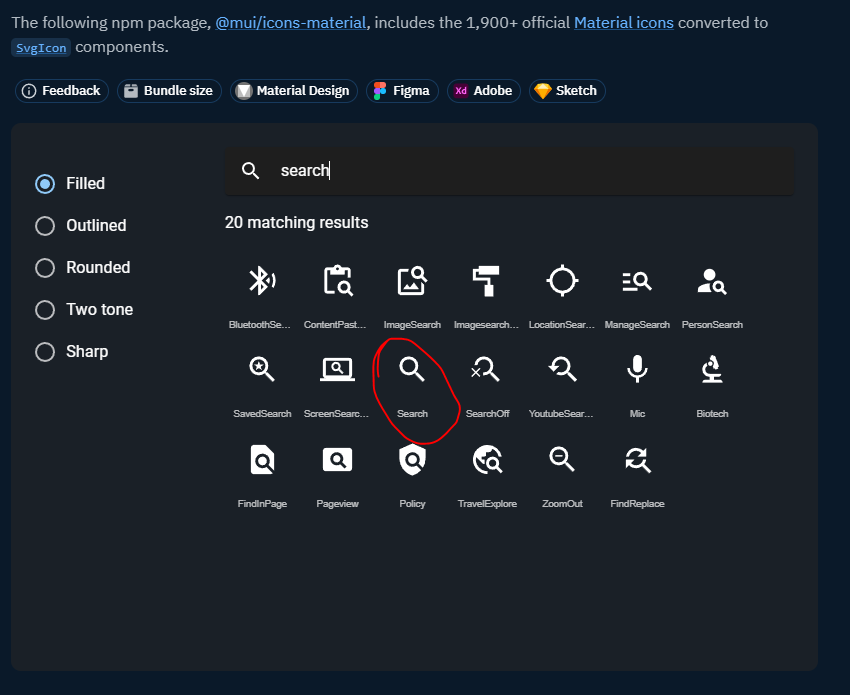 The following npm package, @mui/icons-material, includes the 1,900+ official Material icons converted to
SvgIcon components.
Feedback Bundle size Material Design Figma Xd Adobe Sketch
search
Filled
Outlined
Rounded
Two tone
Sharp
20 matching results
BluetoothSe... ContentPast... ImageSearch Imagesearch... LocationSear... ManageSearch PersonSearch
SavedSearch ScreenSearc... Search SearchOff YoutubeSear... Mic Biotech
FindInPage Pageview Policy TravelExplore ZoomOut FindReplace